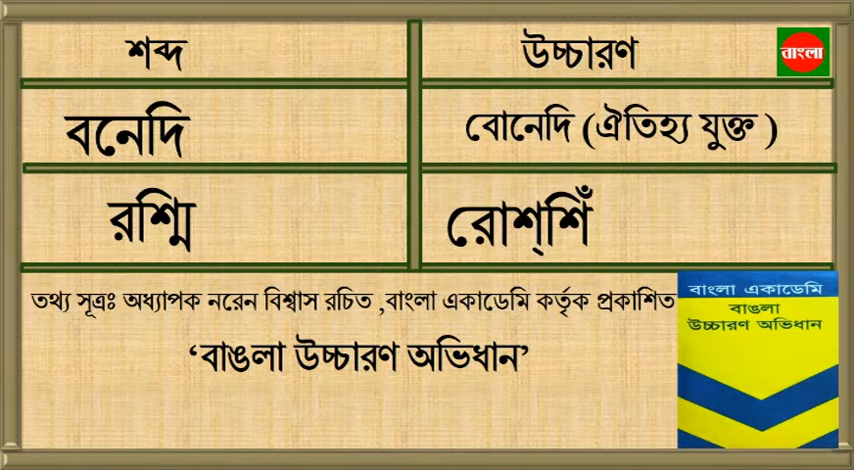 শব্দ
উচ্চারণ
বাংলা
বনেদি
বোনেদি (ঐতিহ্য যুক্ত )
রশ্মি
রোশ্‌শিঁ
তথ্য সূত্রঃ অধ্যাপক নরেন বিশ্বাস রচিত ,বাংলা একাডেমি কর্তৃক প্রকাশিত
‘বাঙলা উচ্চারণ অভিধান’
বাংলা একাডেমি
বাঙলা
উচ্চারণ অভিধান